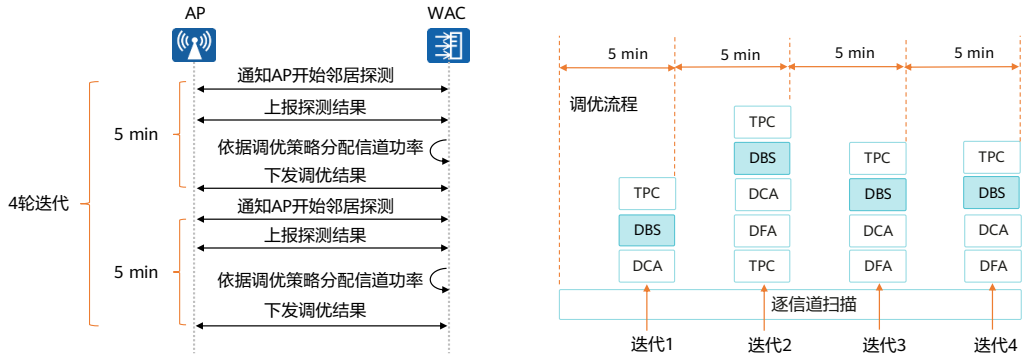 AP
WAC
通知AP开始邻居探测
上报探测结果
依据调优策略分配信道功率
下发调优结果
通知AP开始邻居探测
上报探测结果
依据调优策略分配信道功率
下发调优结果
5 min
5 min
4轮迭代
5 min
5 min
5 min
5 min
调优流程
TPC
DBS
DCA
TPC
DBS
DCA
DFA
TPC
TPC
DBS
DCA
DFA
TPC
DBS
DCA
DFA
逐信道扫描
迭代1
迭代2
迭代3
迭代4